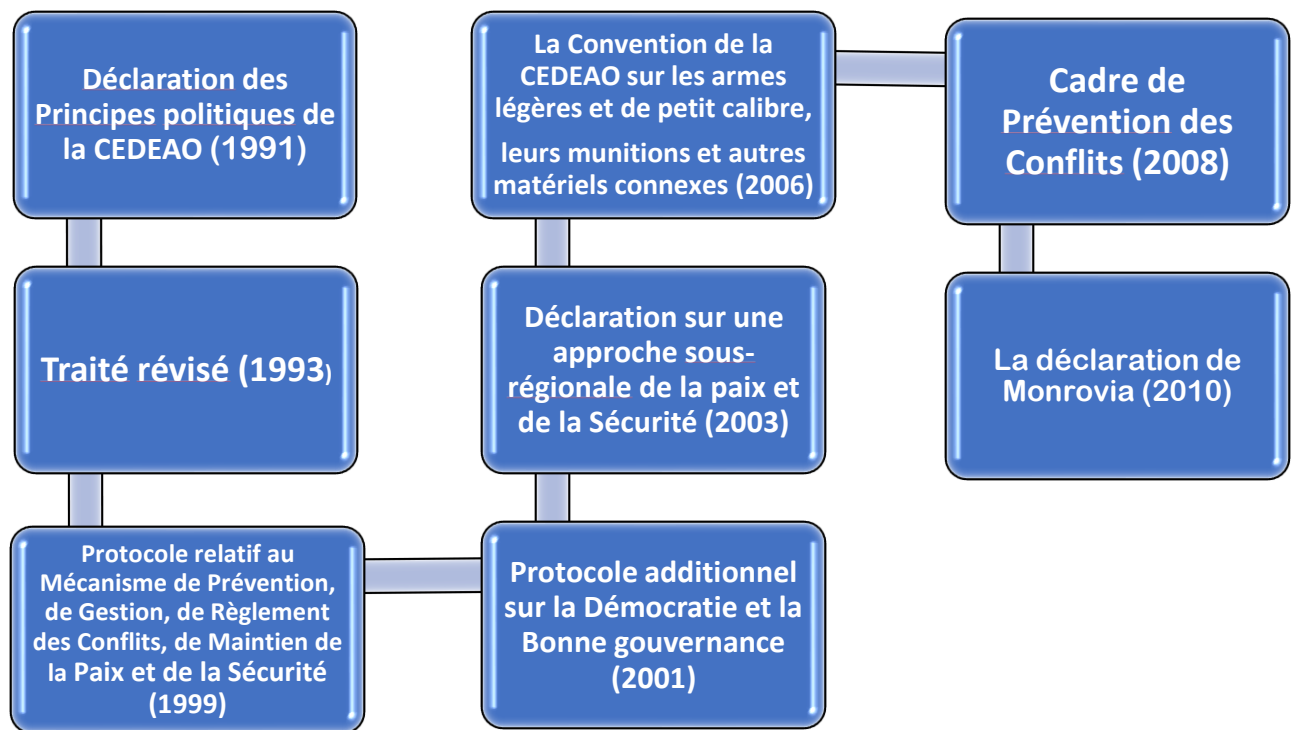 Déclaration des
Principes politiques de
la CEDEAO (1991)
Traité révisé (1993)
Protocole relatif au
Mécanisme de Prévention,
de Gestion, de Règlement
des Conflits, de Maintien de
la Paix et de la Sécurité
(1999)
Protocole additionnel
sur la Démocratie et la
Bonne gouvernance
(2001)
Déclaration sur une
approche sous-
régionale de la paix et
de la Sécurité (2003)
La Convention de la
CEDEAO sur les armes
légères et de petit calibre,
leurs munitions et autres
matériels connexes (2006)
Cadre de
Prévention des
Conflits (2008)
La déclaration de
Monrovia (2010)